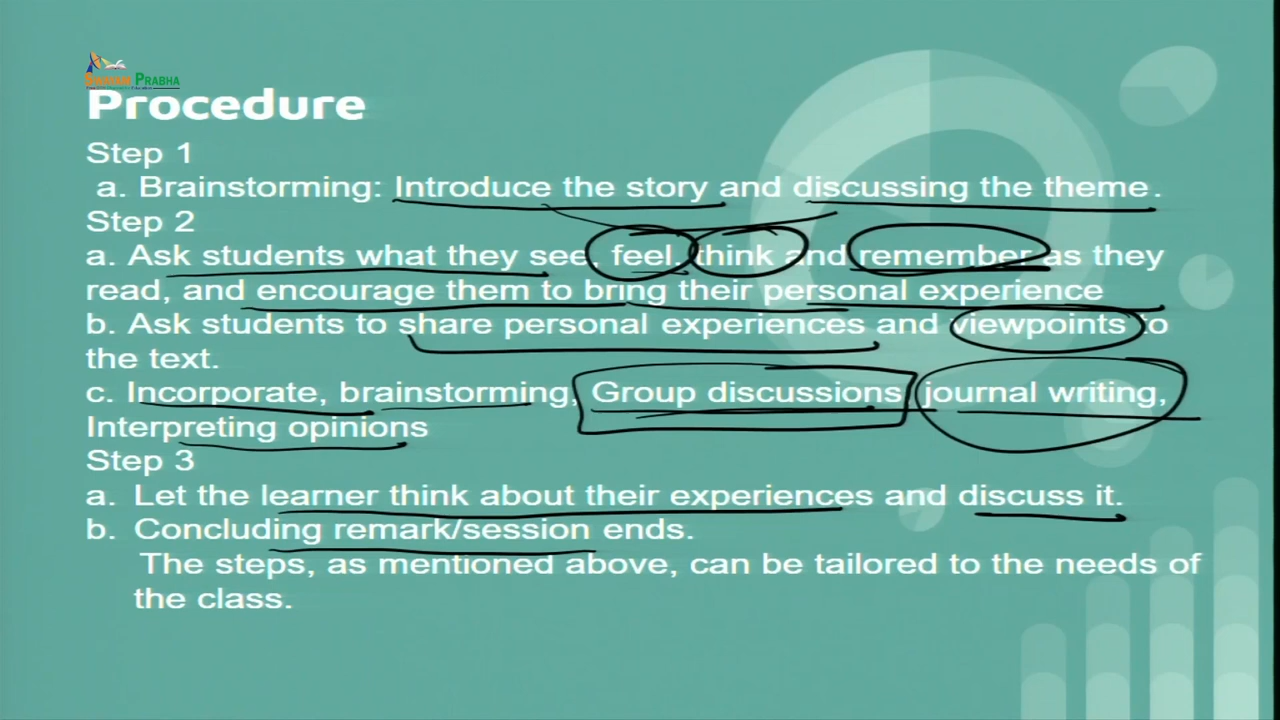 SWAYAM PRABHA
Procedure
Step 1
a. Brainstorming: Introduce the story and discussing the theme.
Step 2
a. Ask students what they see, feel, think and remember as they
read, and encourage them to bring their personal experience
b. Ask students to share personal experiences and viewpoints to
the text.
c. Incorporate, brainstorming, Group discussions, journal writing,
Interpreting opinions
Step 3
a. Let the learner think about their experiences and discuss it.
b. Concluding remark/session ends.
The steps, as mentioned above, can be tailored to the needs of
the class.